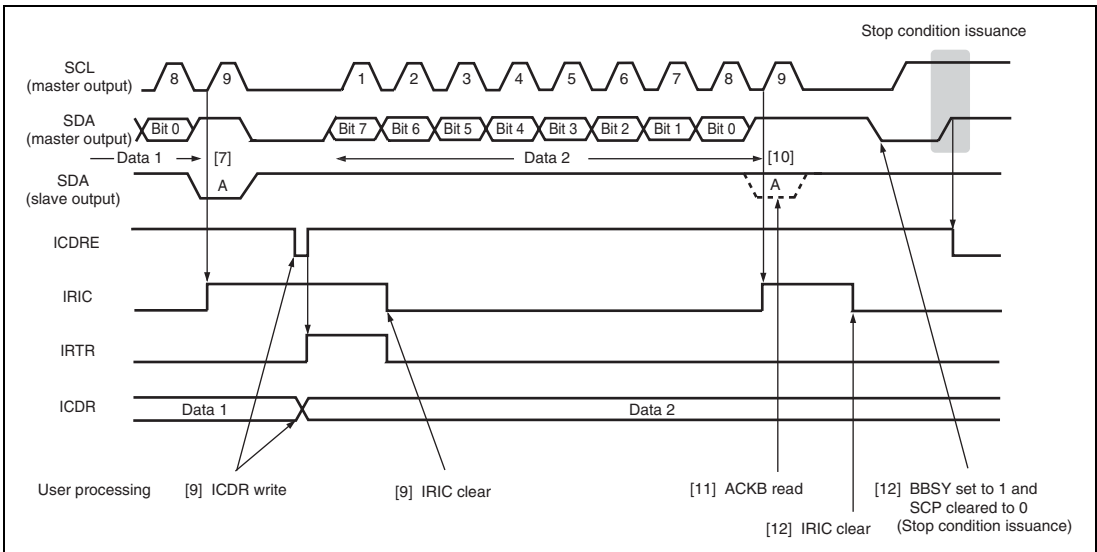 Stop condition issuance
SCL
(master output)
8 9 1 2 3 4 5 6 7 8 9
SDA
(master output)
Bit 0 Bit 7 Bit 6 Bit 5 Bit 4 Bit 3 Bit 2 Bit 1 Bit 0
Data 1 [7] Data 2 [10]
SDA
(slave output)
A A
ICDRE
IRIC
IRTR
ICDR
Data 1 Data 2
User processing
[9] ICDR write
[9] IRIC clear
[11] ACKB read
[12] IRIC clear
[12] BBSY set to 1 and
SCP cleared to 0
(Stop condition issuance)